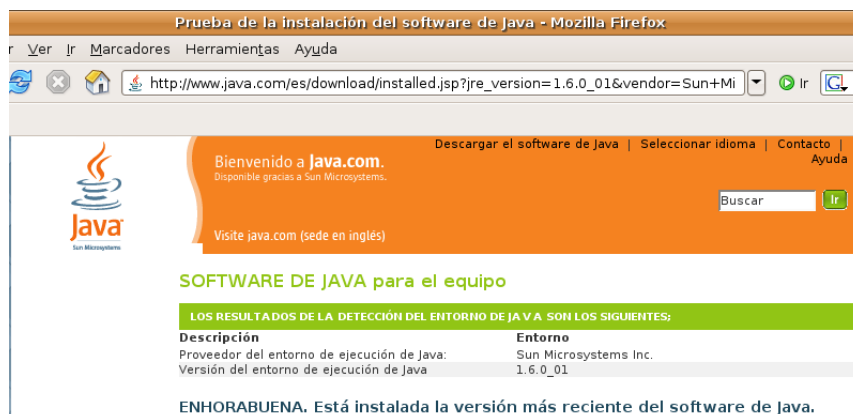 Prueba de la instalación del software de Java - Mozilla Firefox
r Ver Ir Marcadores Herramientas Ayuda
http://www.java.com/es/download/installed.jsp?jre_version=1.6.0_01&vendor=Sun+Mi Ir G
Descargar el software de Java | Seleccionar idioma | Contacto |
Ayuda
Bienvenido a Java.com.
Disponible gracias a Sun Microsystems.
Buscar Ir
Java
Sun Microsystems
Visite java.com (sede en inglés)
SOFTWARE DE JAVA para el equipo
LOS RESULTADOS DE LA DETECCIÓN DEL ENTORNO DE JAVA SON LOS SIGUIENTES;
Descripción Entorno
Proveedor del entorno de ejecución de Java: Sun Microsystems Inc.
Versión del entorno de ejecución de Java 1.6.0_01
ENHORABUENA. Está instalada la versión más reciente del software de Java.